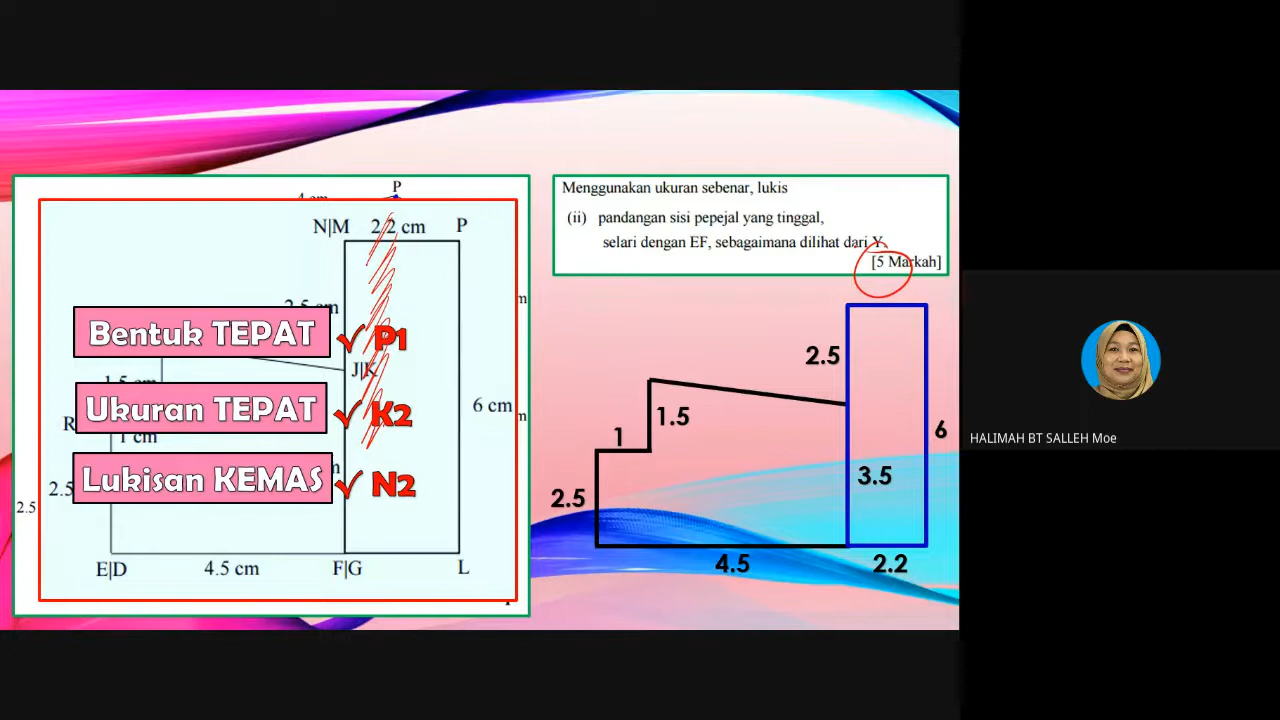 P
4 cm
N|M 2.2 cm P
2.5 cm
Bentuk TEPAT ✓ P1
J|K
1.5 cm
Ukuran TEPAT ✓ K2
6 cm
R
1 cm
Lukisan KEMAS ✓ N2
2.5
2.5
E|D 4.5 cm F|G L
Menggunakan ukuran sebenar, lukis
(ii) pandangan sisi pepejal yang tinggal,
selari dengan EF, sebagaimana dilihat dari Y.
[5 Markah]
2.5
1.5
1
6
3.5
2.5
4.5 2.2
HALIMAH BT SALLEH Moe